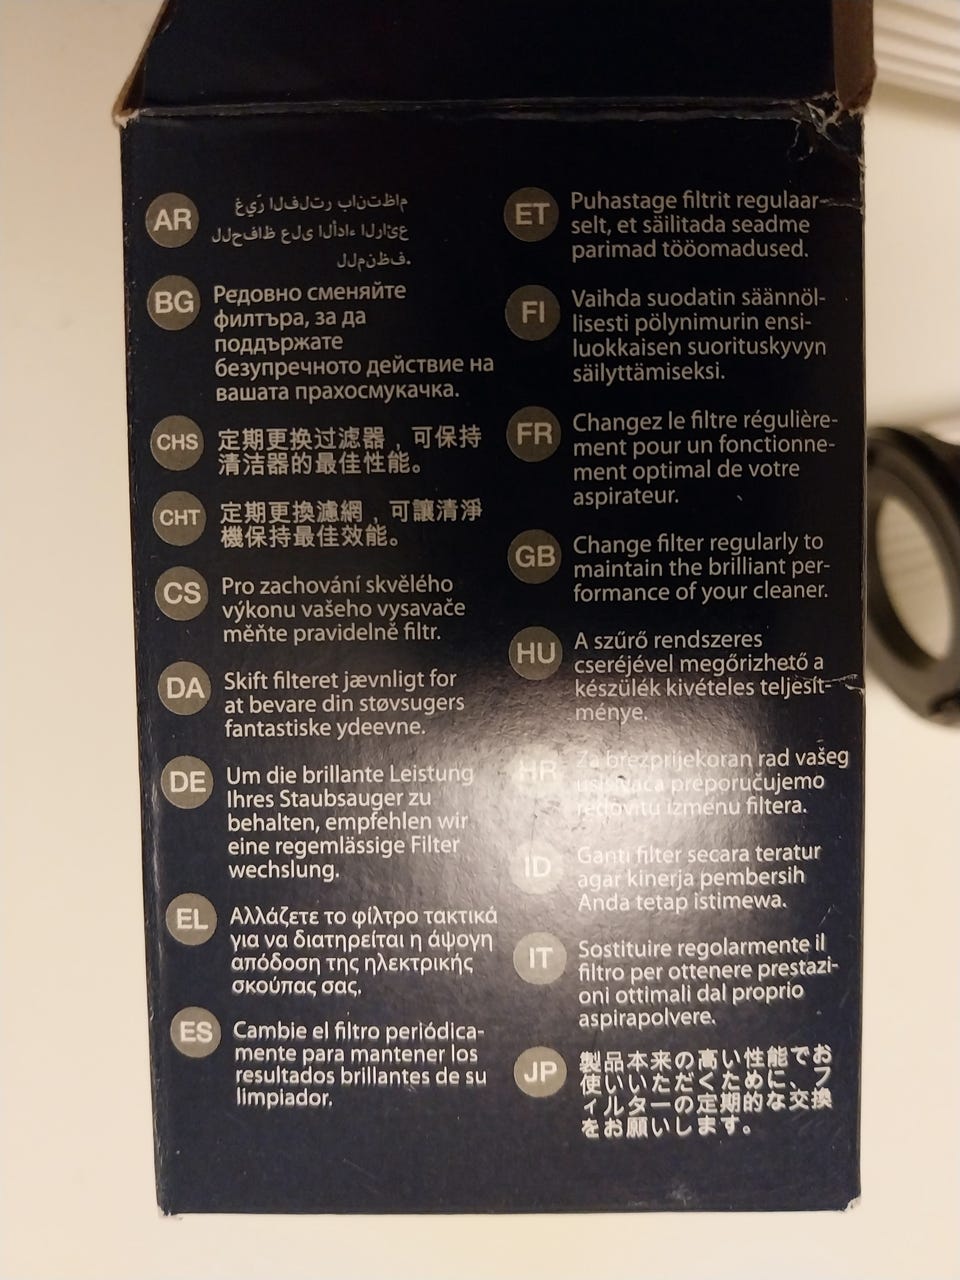 AR
غيّر الفلتر بانتظام
للحفاظ على الأداء الرائع
للمنظف.
BG
Редовно сменяйте
филтъра, за да
поддържате
безупречното действие на
вашата прахосмукачка.
CHS
定期更换过滤器，可保持
清洁器的最佳性能。
CHT
定期更換濾網，可讓清淨
機保持最佳效能。
CS
Pro zachování skvělého
výkonu vašeho vysavače
měňte pravidelně filtr.
DA
Skift filteret jævnligt for
at bevare din støvsugers
fantastiske ydeevne.
DE
Um die brillante Leistung
Ihres Staubsauger zu
behalten, empfehlen wir
eine regemlässige Filter
wechslung.
EL
Αλλάζετε το φίλτρο τακτικά
για να διατηρείται η άψογη
απόδοση της ηλεκτρικής
σκούπας σας.
ES
Cambie el filtro periódica-
mente para mantener los
resultados brillantes de su
limpiador.
ET
Puhastage filtrit regulaar-
selt, et säilitada seadme
parimad tööomadused.
FI
Vaihda suodatin säännöl-
lisesti pölynimurin ensi-
luokkaisen suorituskyvyn
säilyttämiseksi.
FR
Changez le filtre régulière-
ment pour un fonctionne-
ment optimal de votre
aspirateur.
GB
Change filter regularly to
maintain the brilliant per-
formance of your cleaner.
HU
A szűrő rendszeres
cseréjével megőrizhető a
készülék kivételes teljesít-
ménye.
HR
Za brezprijekoran rad vašeg
usisivača preporučujemo
redovitu izmenu filtera.
ID
Ganti filter secara teratur
agar kinerja pembersih
Anda tetap istimewa.
IT
Sostituire regolarmente il
filtro per ottenere prestazi-
oni ottimali dal proprio
aspirapolvere.
JP
製品本来の高い性能でお
使いいただくために、フ
ィルターの定期的な交換
をお願いします。